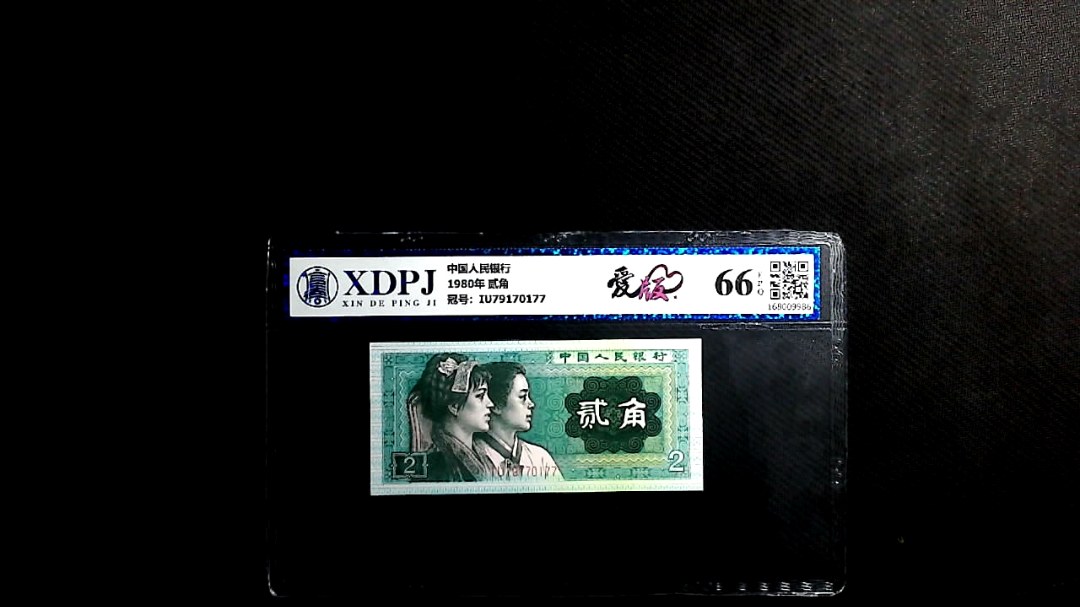 XDPJ
XIN DE PING JI
中国人民银行
1980年 贰角
冠号：IU79170177
爱版
66
EPQ
168009986
中国人民银行
贰角
2
2